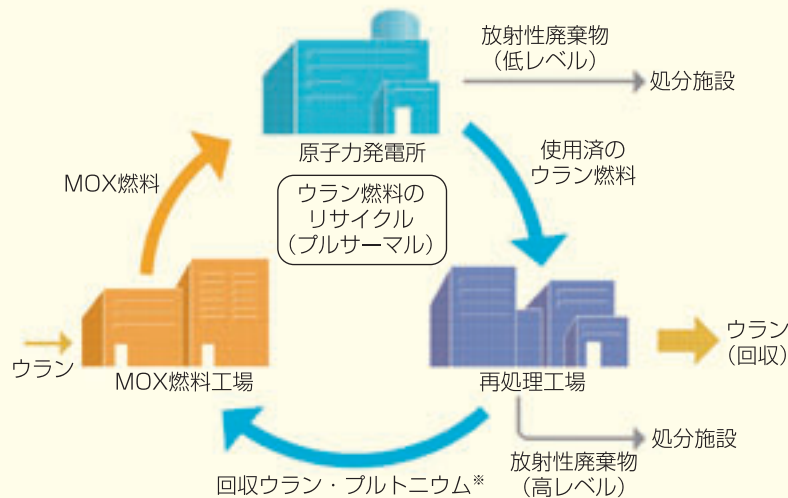 放射性廃棄物
（低レベル）
処分施設
原子力発電所
使用済の
ウラン燃料
MOX燃料
ウラン燃料の
リサイクル
（プルサーマル）
ウラン
MOX燃料工場
再処理工場
ウラン
（回収）
処分施設
放射性廃棄物
（高レベル）
回収ウラン・プルトニウム※